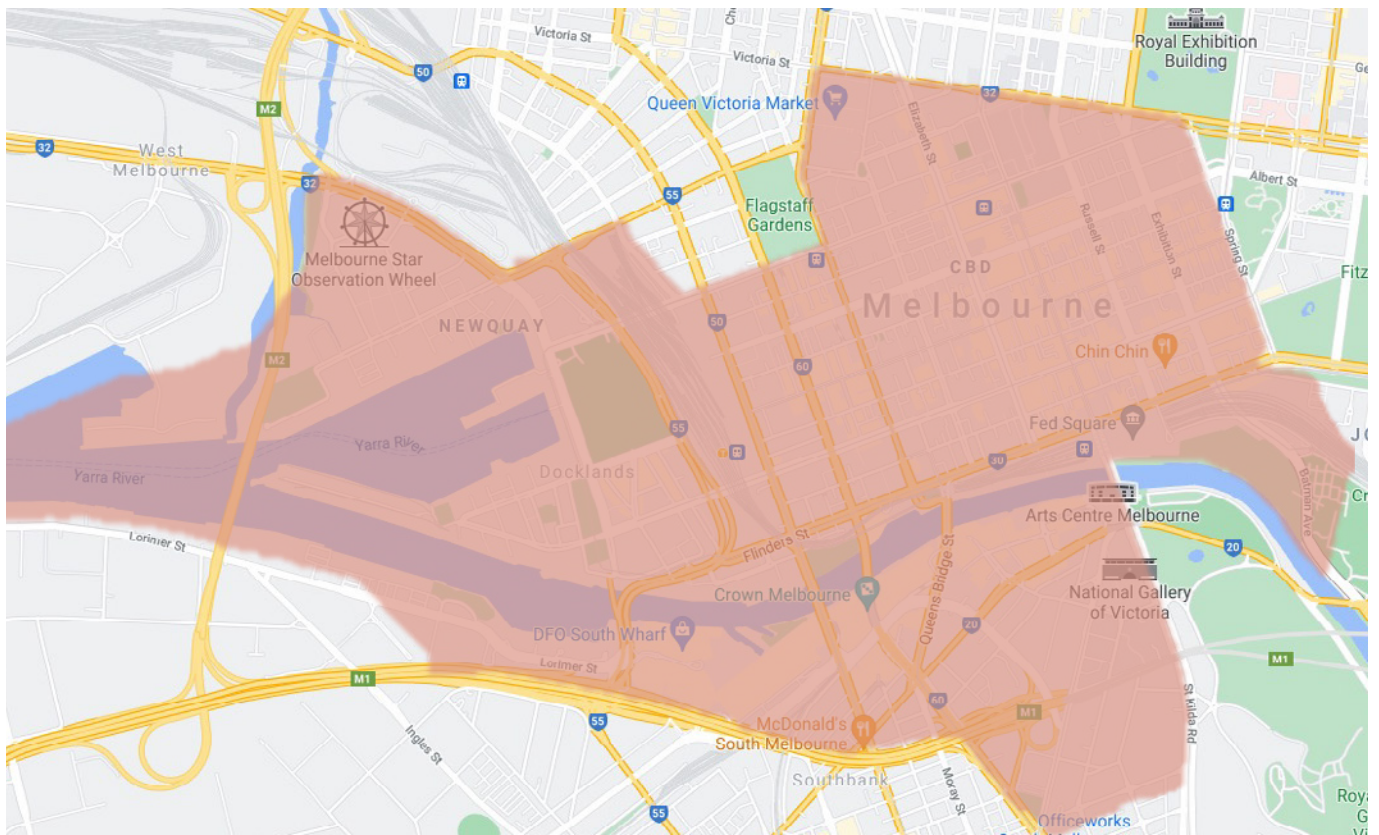 Royal Exhibition
Building
Victoria St
Victoria St
50
M2
Queen Victoria Market
32
Elizabeth St
32
West
Melbourne
32
55
Albert St
Flagstaff
Gardens
Russell St
Exhibition St
Spring St
Melbourne Star
Observation Wheel
CBD
Fitz
Melbourne
NEWQUAY
50
M2
Chin Chin
60
Fed Square
55
Yarra River
Docklands
30
Yarra River
Batman Ave
Arts Centre Melbourne
Lorimer St
Flinders St
20
Queens Bridge St
Crown Melbourne
National Gallery
of Victoria
DFO South Wharf
20
Lorimer St
M1
M1
60
M1
St Kilda Rd
55
McDonald's
South Melbourne
Ingles St
Southbank
Moray St
55
Officeworks